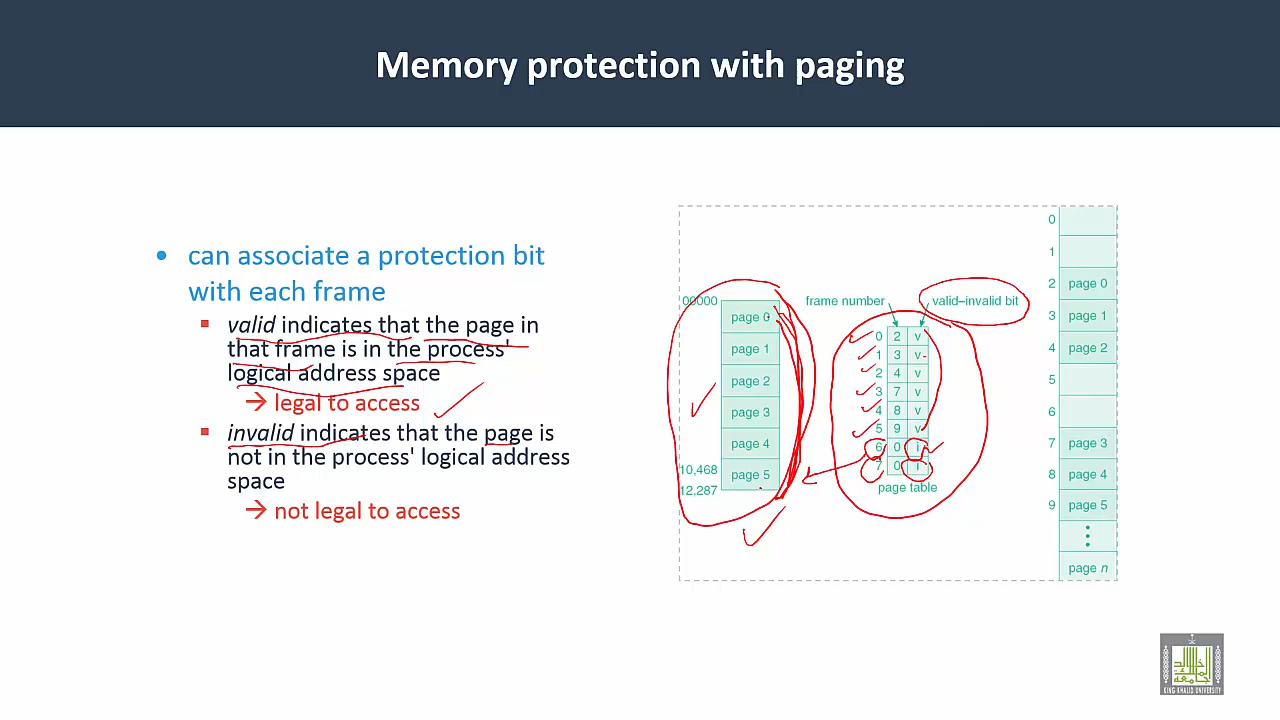 Memory protection with paging
• can associate a protection bit
with each frame
▪ valid indicates that the page in
that frame is in the process'
logical address space
→ legal to access
▪ invalid indicates that the page is
not in the process' logical address
space
→ not legal to access
00000
page 0
page 1
page 2
page 3
page 4
page 5
10,468
12,287
frame number
valid–invalid bit
0 2 v
1 3 v
2 4 v
3 7 v
4 8 v
5 9 v
6 0 i
7 0 i
page table
0
1
2 page 0
3 page 1
4 page 2
5
6
7 page 3
8 page 4
9 page 5
⋮
page n
KING KHALID UNIVERSITY